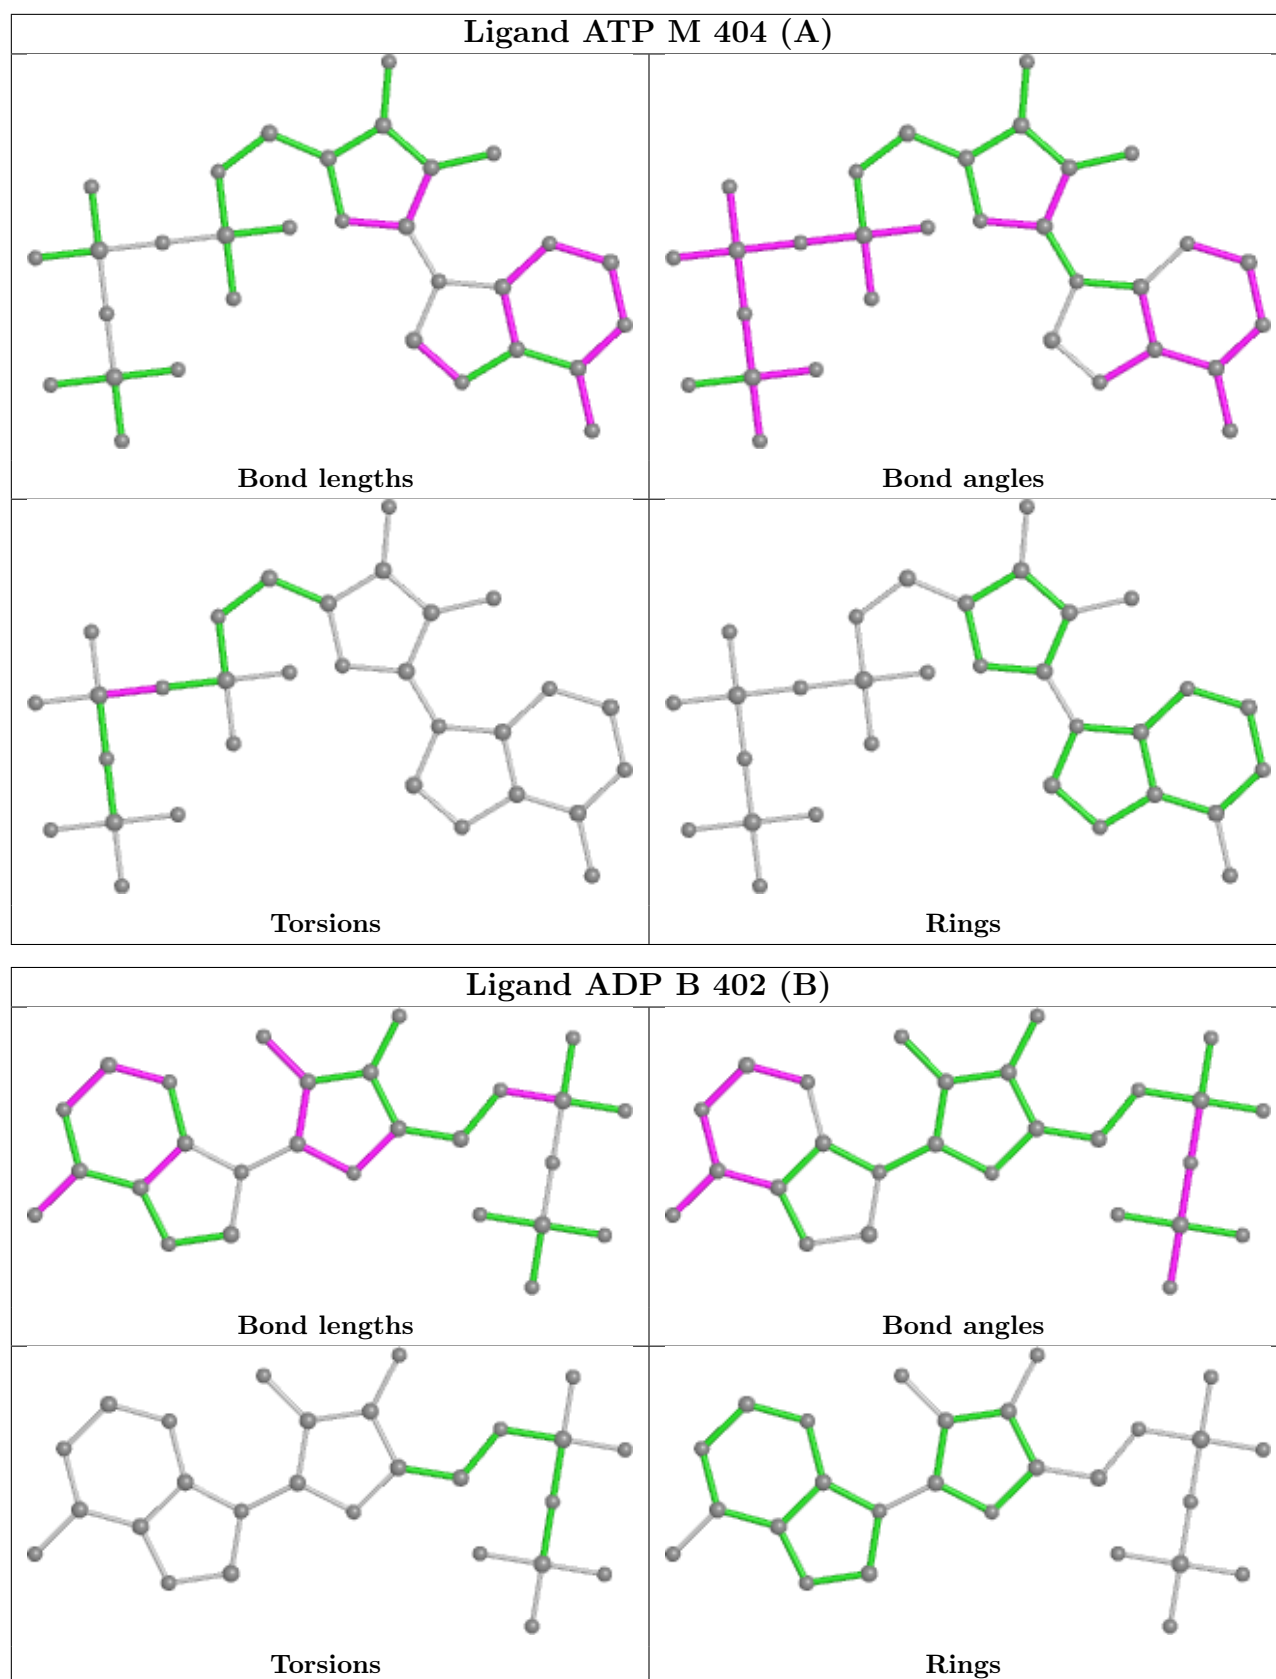 Ligand ATP M 404 (A)
Bond lengths
Bond angles
Torsions
Rings
Ligand ADP B 402 (B)
Bond lengths
Bond angles
Torsions
Rings